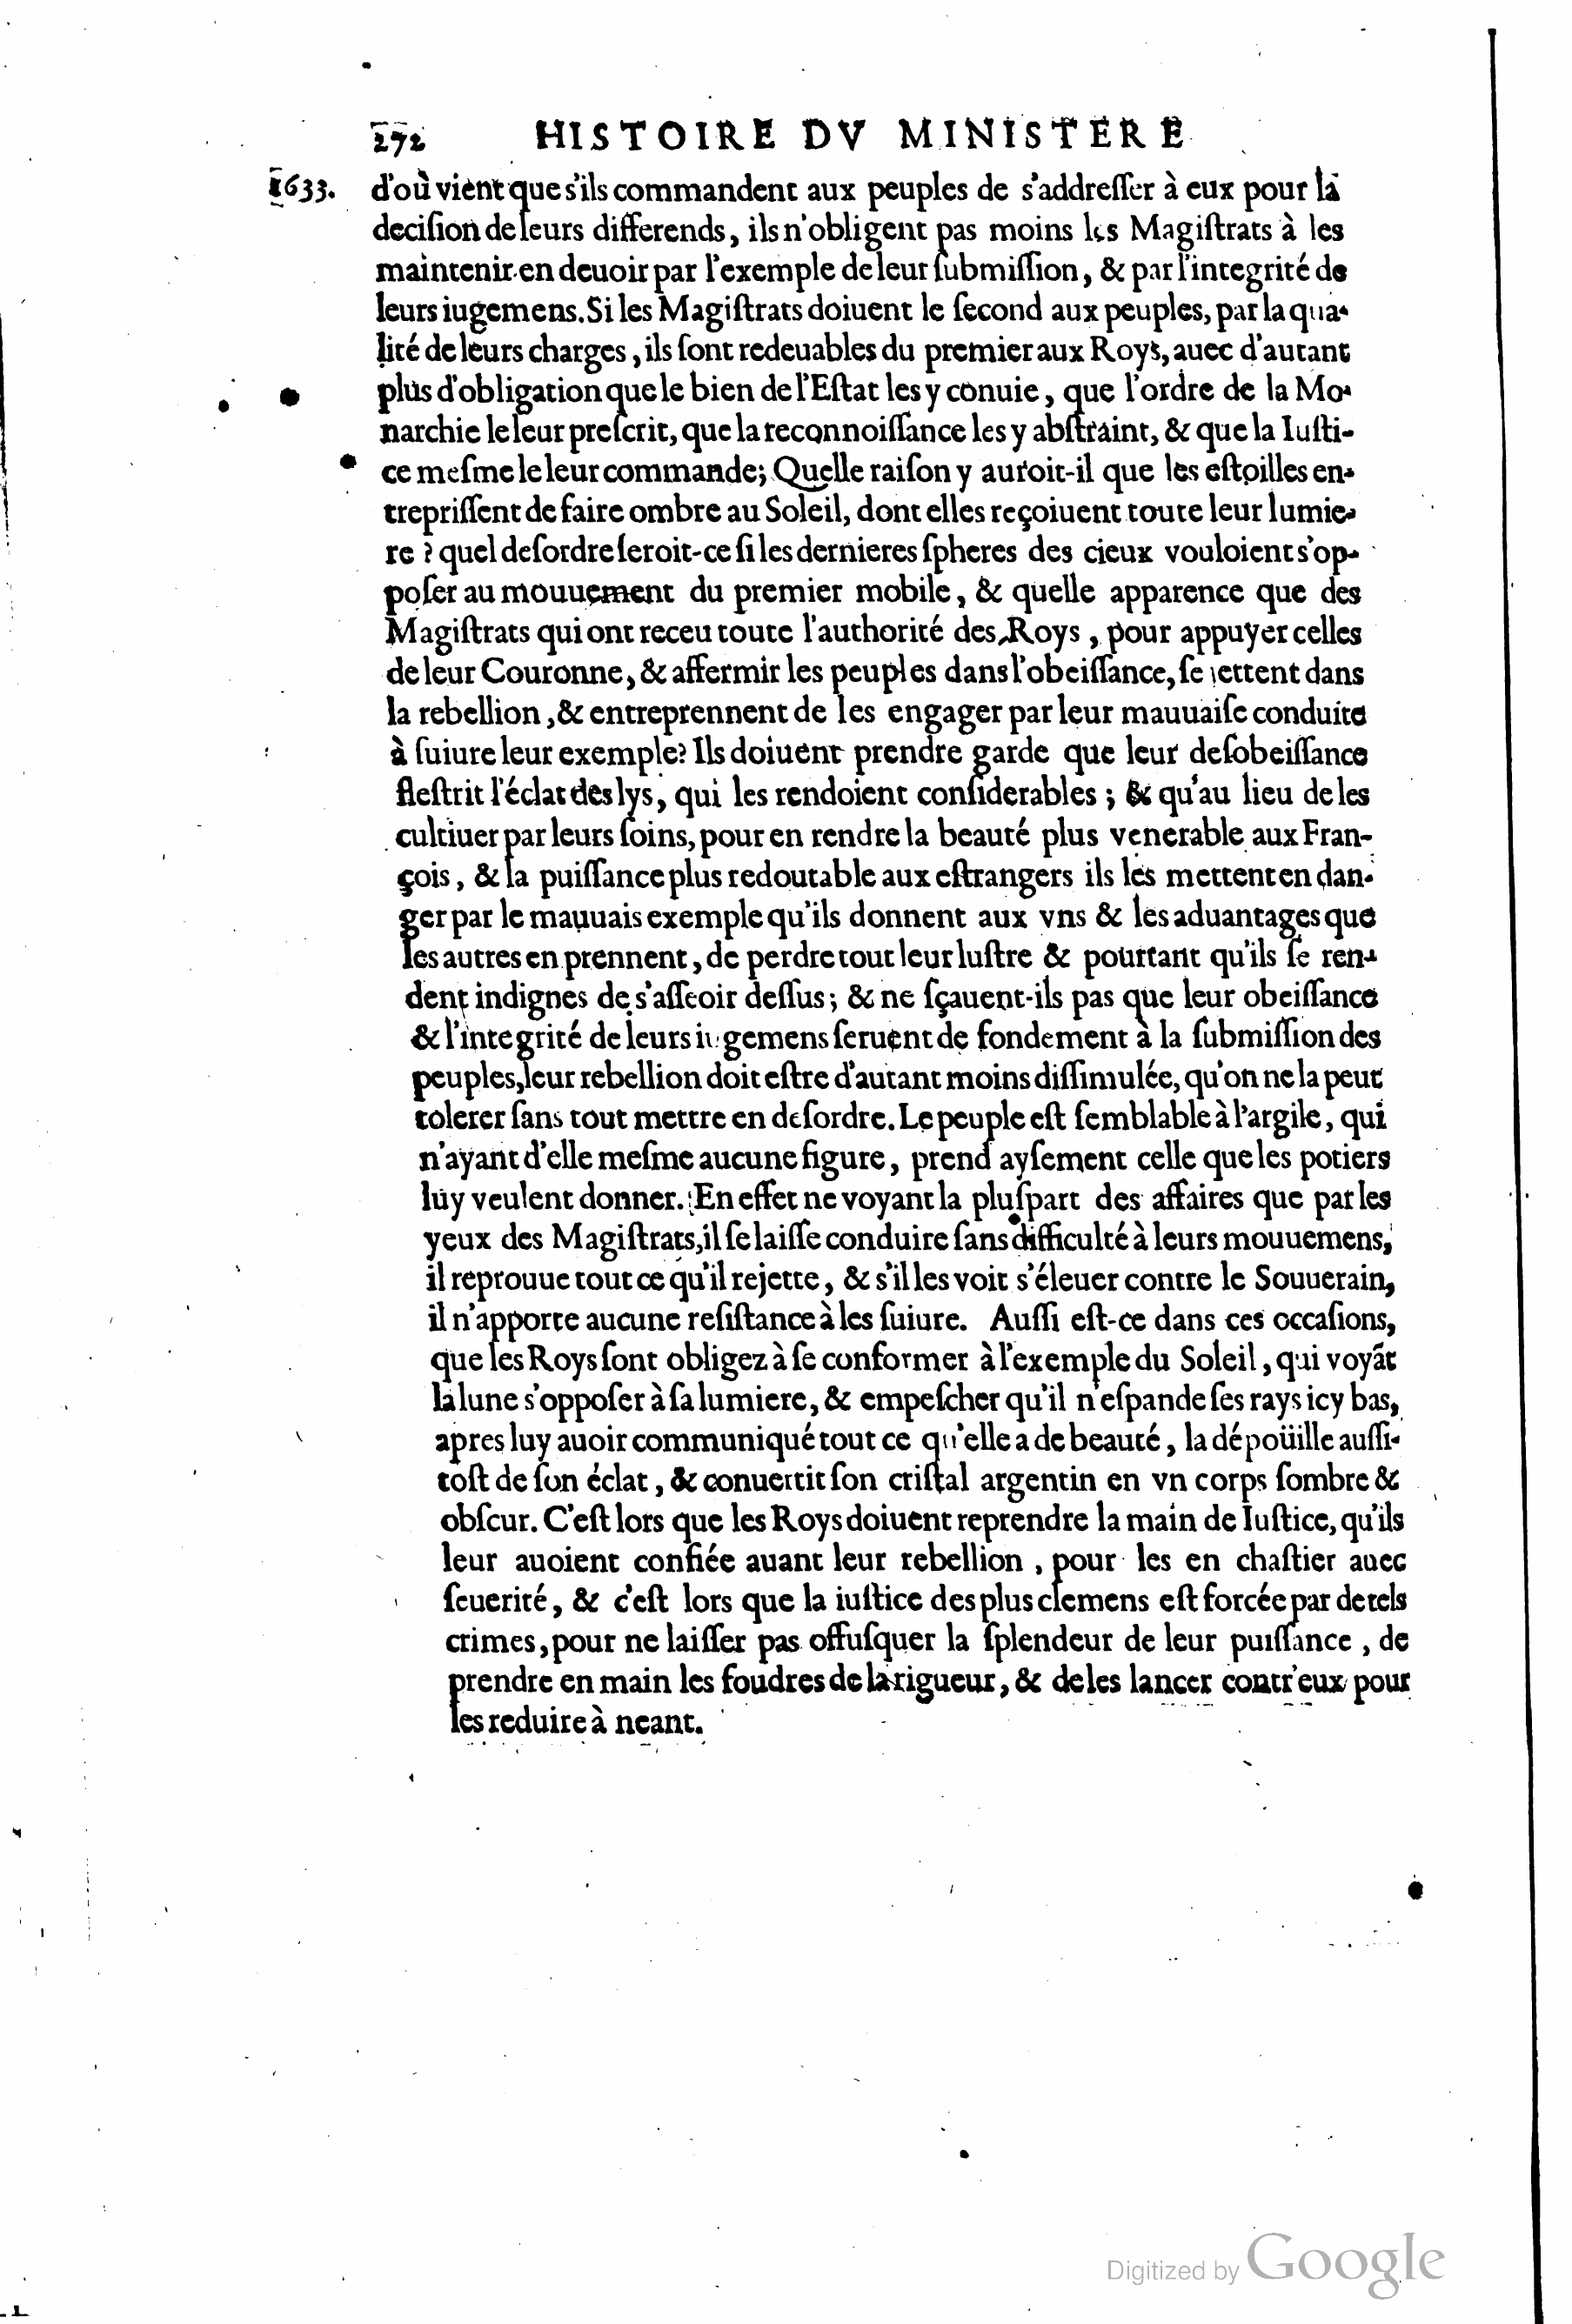 272 HISTOIRE DV MINISTERE
1633. d'où vient que s'ils commandent aux peuples de s'addreſſer à eux pour la
deciſion de leurs differends, ils n'obligent pas moins les Magiſtrats à les
maintenir en deuoir par l'exemple de leur ſubmiſſion, & par l'integrité de
leurs iugemens. Si les Magiſtrats doiuent le ſecond aux peuples, par la qua-
lité de leurs charges, ils ſont redeuables du premier aux Roys, auec d'autant
plus d'obligation que le bien de l'Eſtat les y conuie, que l'ordre de la Mo-
narchie le leur preſcrit, que la reconnoiſſance les y abſtraint, & que la Iuſti-
ce meſme le leur commande; Quelle raiſon y auroit-il que les eſtoilles en-
trepriſſent de faire ombre au Soleil, dont elles reçoiuent toute leur lumie-
re ? quel deſordre ſeroit-ce ſi les dernieres ſpheres des cieux vouloient s'op-
poſer au mouuement du premier mobile, & quelle apparence que des
Magiſtrats qui ont receu toute l'authorité des Roys, pour appuyer celles
de leur Couronne, & affermir les peuples dans l'obeiſſance, ſe iettent dans
la rebellion, & entreprennent de les engager par leur mauuaiſe conduite
à ſuiure leur exemple? Ils doiuent prendre garde que leur deſobeiſſance
fleſtrit l'éclat des lys, qui les rendoient conſiderables ; & qu'au lieu de les
cultiuer par leurs ſoins, pour en rendre la beauté plus venerable aux Fran-
çois, & la puiſſance plus redoutable aux eſtrangers ils les mettent en dan-
ger par le mauuais exemple qu'ils donnent aux vns & les aduantages que
les autres en prennent, de perdre tout leur luſtre & pourtant qu'ils ſe ren-
dent indignes de s'aſſeoir deſſus; & ne ſçauent-ils pas que leur obeiſſance
& l'integrité de leurs iugemens ſeruent de fondement à la ſubmiſſion des
peuples, leur rebellion doit eſtre d'autant moins diſſimulée, qu'on ne la peut
tolerer ſans tout mettre en deſordre. Le peuple eſt ſemblable à l'argile, qui
n'ayant d'elle meſme aucune figure, prend ayſement celle que les potiers
luy veulent donner. En effet ne voyant la pluſpart des affaires que par les
yeux des Magiſtrats, il ſe laiſſe conduire ſans difficulté à leurs mouuemens,
il reprouue tout ce qu'il rejette, & s'il les voit s'éleuer contre le Souuerain,
il n'apporte aucune reſiſtance à les ſuiure. Auſſi eſt-ce dans ces occaſions,
que les Roys ſont obligez à ſe conformer à l'exemple du Soleil, qui voyãt
la lune s'oppoſer à ſa lumiere, & empeſcher qu'il n'eſpande ſes rays icy bas,
apres luy auoir communiqué tout ce qu'elle a de beauté, la dépoüille auſſi-
toſt de ſon éclat, & conuertit ſon criſtal argentin en vn corps ſombre &
obſcur. C'eſt lors que les Roys doiuent reprendre la main de Iuſtice, qu'ils
leur auoient confiée auant leur rebellion, pour les en chaſtier auec
ſeuerité, & c'eſt lors que la iuſtice des plus clemens eſt forcée par de tels
crimes, pour ne laiſſer pas offuſquer la ſplendeur de leur puiſſance, de
prendre en main les foudres de la rigueur, & de les lancer contr'eux pour
les reduire à neant.
Digitized by Google